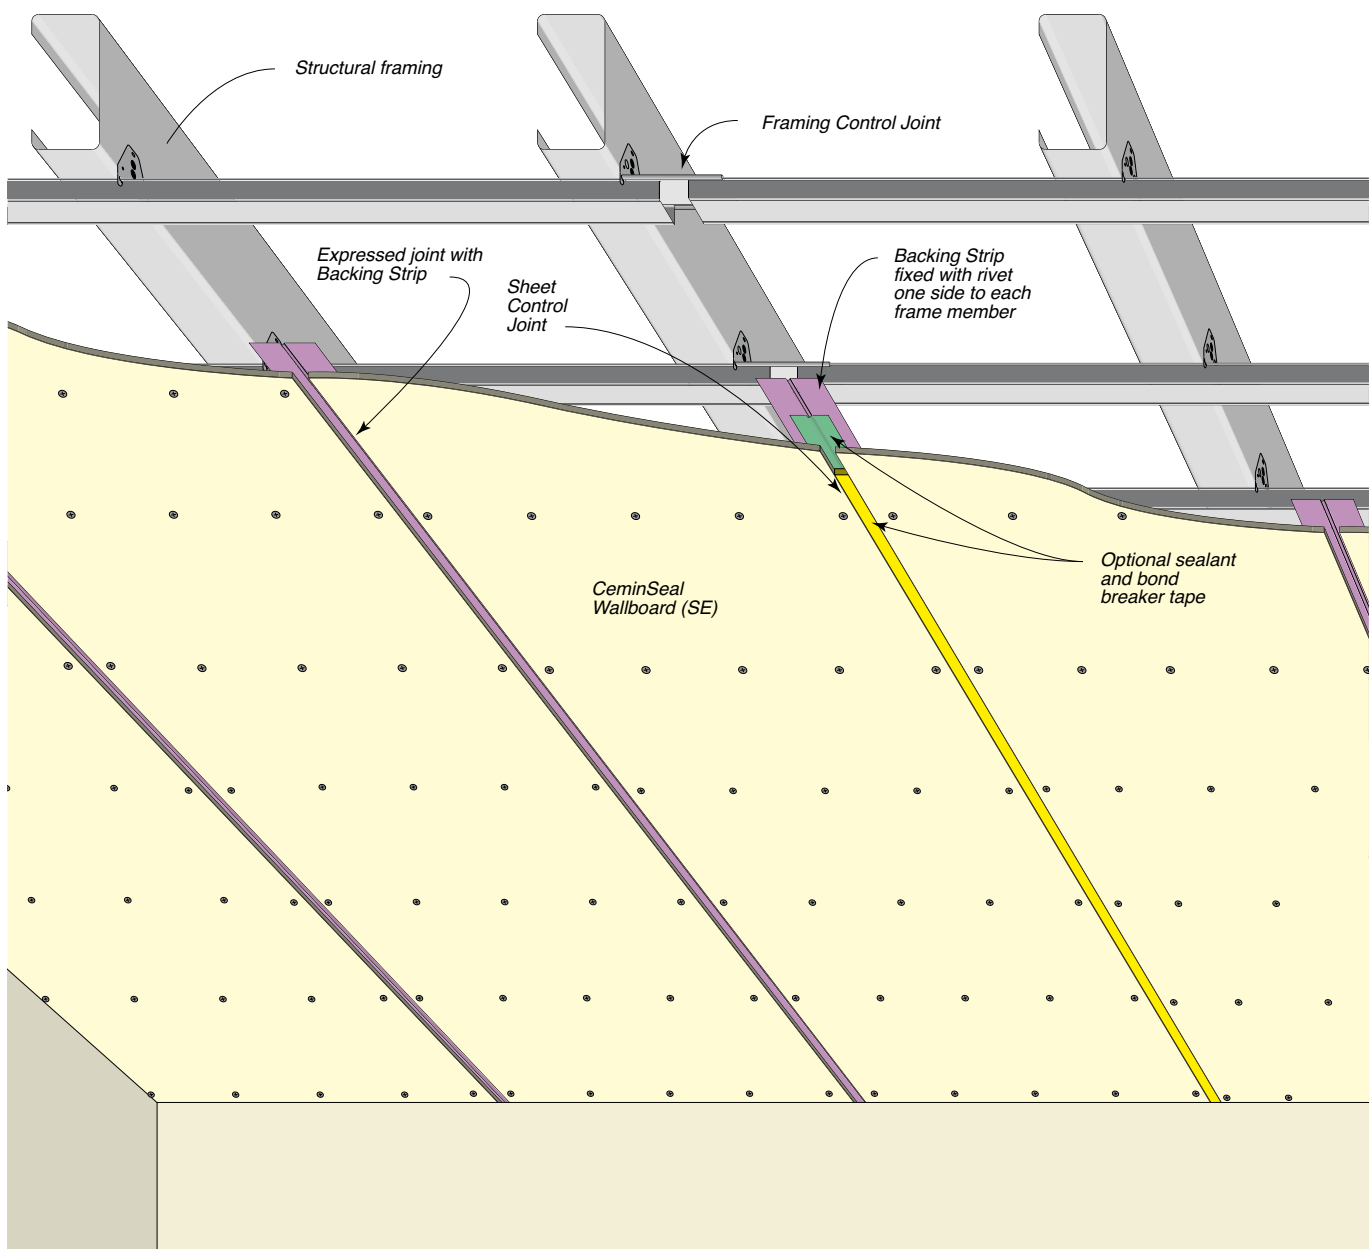 Structural framing
Framing Control Joint
Expressed joint with
Backing Strip
Sheet
Control
Joint
Backing Strip
fixed with rivet
one side to each
frame member
CeminSeal
Wallboard (SE)
Optional sealant
and bond
breaker tape